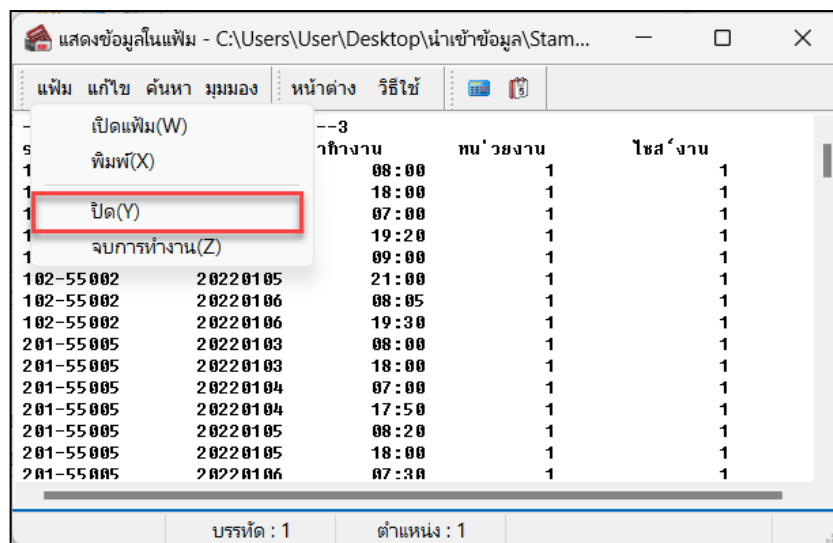 แสดงข้อมูลในแฟ้ม - C:\Users\User\Desktop\นำเข้าข้อมูล\Stam...
แฟ้ม แก้ไข ค้นหา มุมมอง หน้าต่าง วิธีใช้
เปิดแฟ้ม(W)
พิมพ์(X)
ปิด(Y)
จบการทำงาน(Z)
--3
หน่วยงาน ไซส์งาน
08:00 1 1
18:00 1 1
07:00 1 1
19:20 1 1
09:00 1 1
102-55002 20220105 21:00 1 1
102-55002 20220106 08:05 1 1
102-55002 20220106 19:30 1 1
201-55005 20220103 08:00 1 1
201-55005 20220103 18:00 1 1
201-55005 20220104 07:00 1 1
201-55005 20220104 17:50 1 1
201-55005 20220105 08:20 1 1
201-55005 20220105 18:00 1 1
201-55005 20220106 07:30 1 1
บรรทัด : 1 ตำแหน่ง : 1